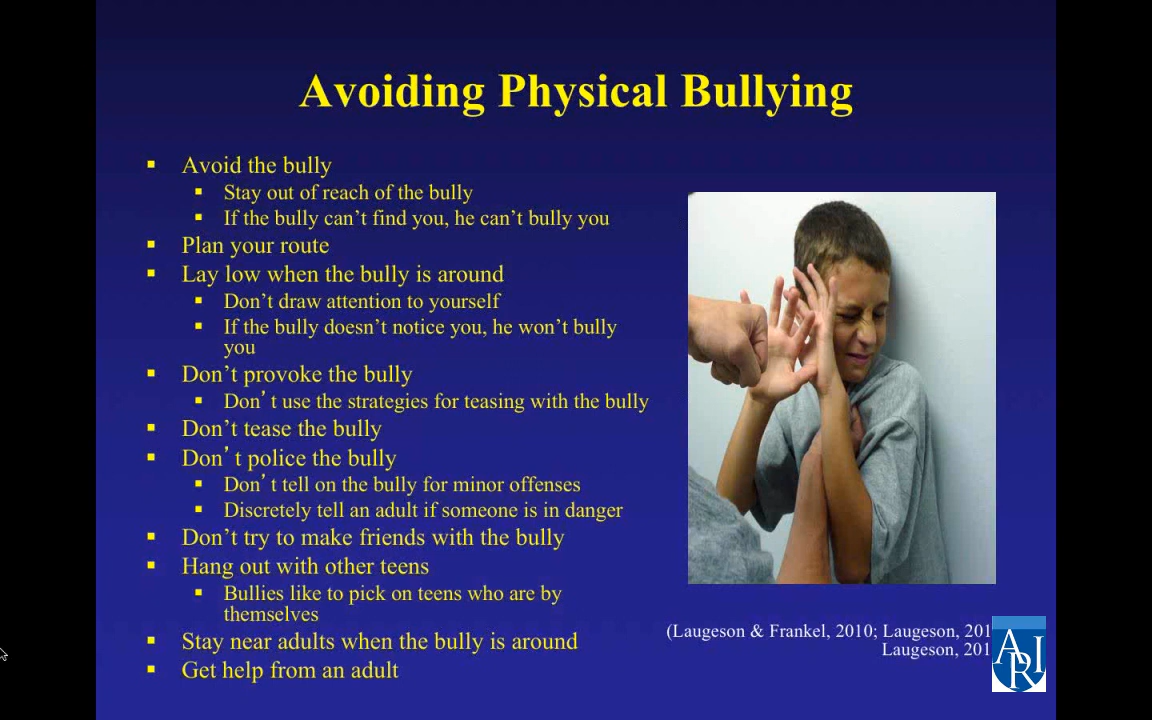 Avoiding Physical Bullying
▪ Avoid the bully
▪ Stay out of reach of the bully
▪ If the bully can’t find you, he can’t bully you
▪ Plan your route
▪ Lay low when the bully is around
▪ Don’t draw attention to yourself
▪ If the bully doesn’t notice you, he won’t bully
you
▪ Don’t provoke the bully
▪ Don’t use the strategies for teasing with the bully
▪ Don’t tease the bully
▪ Don’t police the bully
▪ Don’t tell on the bully for minor offenses
▪ Discretely tell an adult if someone is in danger
▪ Don’t try to make friends with the bully
▪ Hang out with other teens
▪ Bullies like to pick on teens who are by
themselves
▪ Stay near adults when the bully is around
▪ Get help from an adult
(Laugeson & Frankel, 2010; Laugeson, 201
Laugeson, 201
ARI